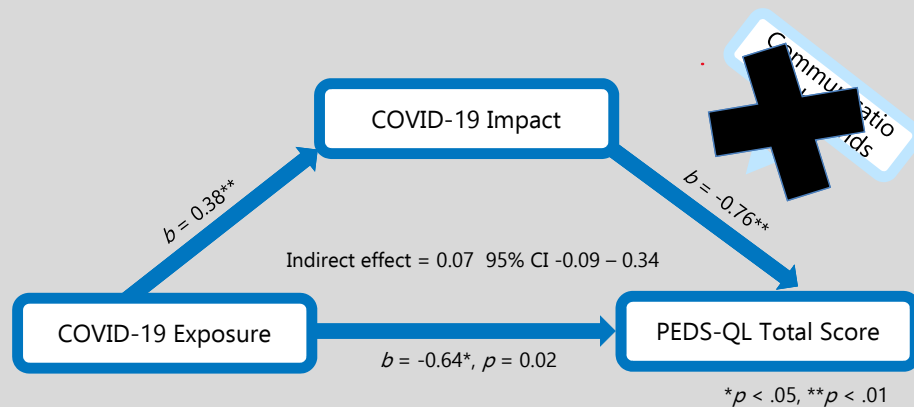 COVID-19 Impact
b = 0.38**
b = -0.76**
Indirect effect = 0.07 95% CI -0.09 – 0.34
COVID-19 Exposure
PEDS-QL Total Score
b = -0.64*, p = 0.02
*p < .05, **p < .01